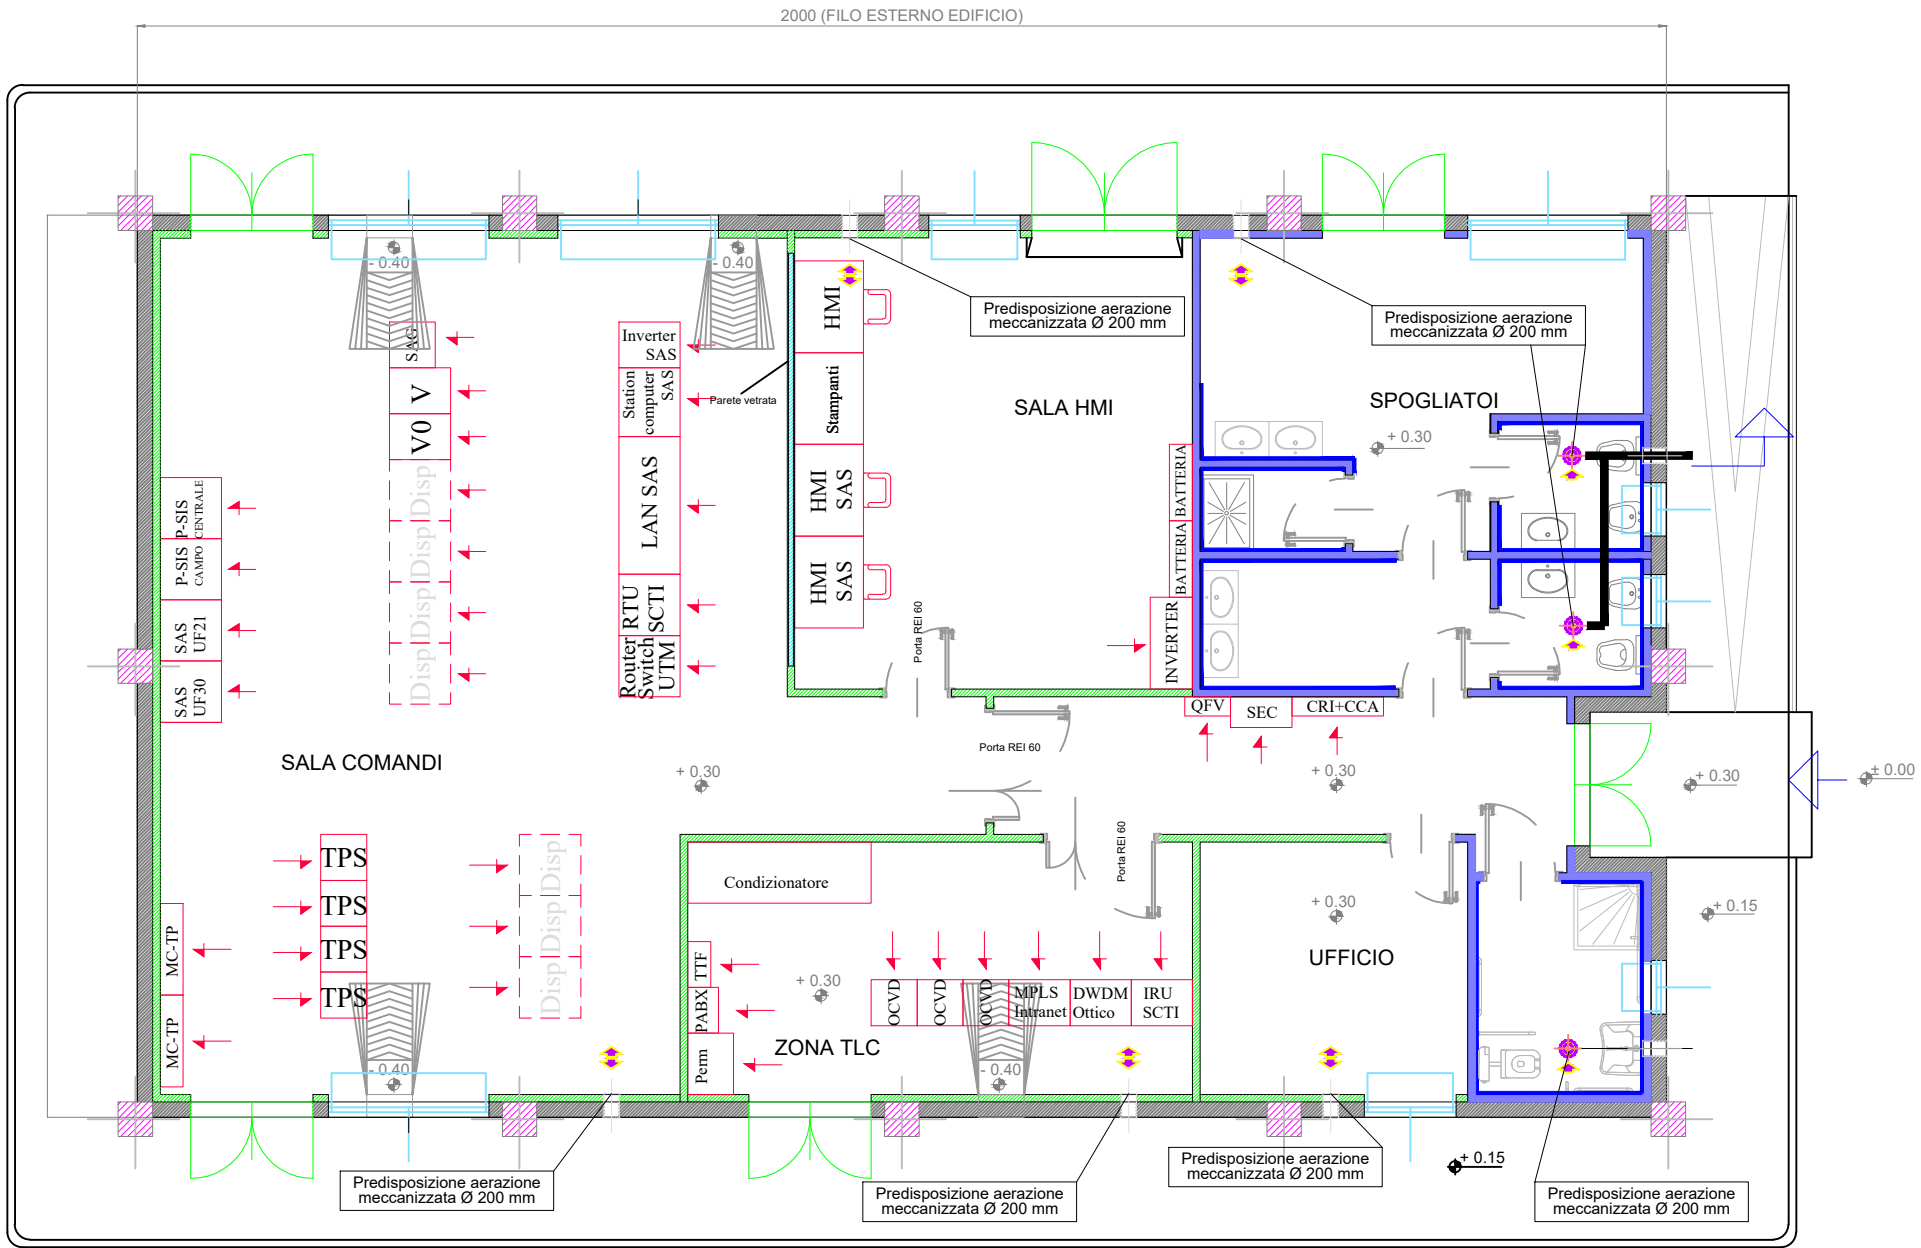 2000 (FILO ESTERNO EDIFICIO)
- 0.40
- 0.40
HMI
Predisposizione aerazione
meccanizzata Ø 200 mm
Predisposizione aerazione
meccanizzata Ø 200 mm
SAG
Inverter
SAS
V
Station
computer
SAS
Parete vetrata
Stampanti
SALA HMI
SPOGLIATOI
+ 0.30
V0
Disp
Disp
Disp
Disp
LAN SAS
HMI
SAS
HMI
SAS
BATTERIA
BATTERIA
INVERTER
P-SIS
CENTRALE
P-SIS
CAMPO
SAS
UF21
SAS
UF30
RTU
SCTI
Router
Switch
UTM
Porta REI 60
QFV
SEC
CRI+CCA
Porta REI 60
SALA COMANDI
+ 0.30
+ 0.30
+ 0.30
± 0.00
TPS
TPS
TPS
TPS
Disp
Disp
Disp
Condizionatore
Porta REI 60
+ 0.30
+ 0.15
MC-TP
MC-TP
TTF
PABX
Perm
+ 0.30
OCVD
OCVD
OCVD
MPLS
Intranet
DWDM
Ottico
IRU
SCTI
UFFICIO
ZONA TLC
- 0.40
- 0.40
Predisposizione aerazione
meccanizzata Ø 200 mm
Predisposizione aerazione
meccanizzata Ø 200 mm
Predisposizione aerazione
meccanizzata Ø 200 mm
+ 0.15
Predisposizione aerazione
meccanizzata Ø 200 mm